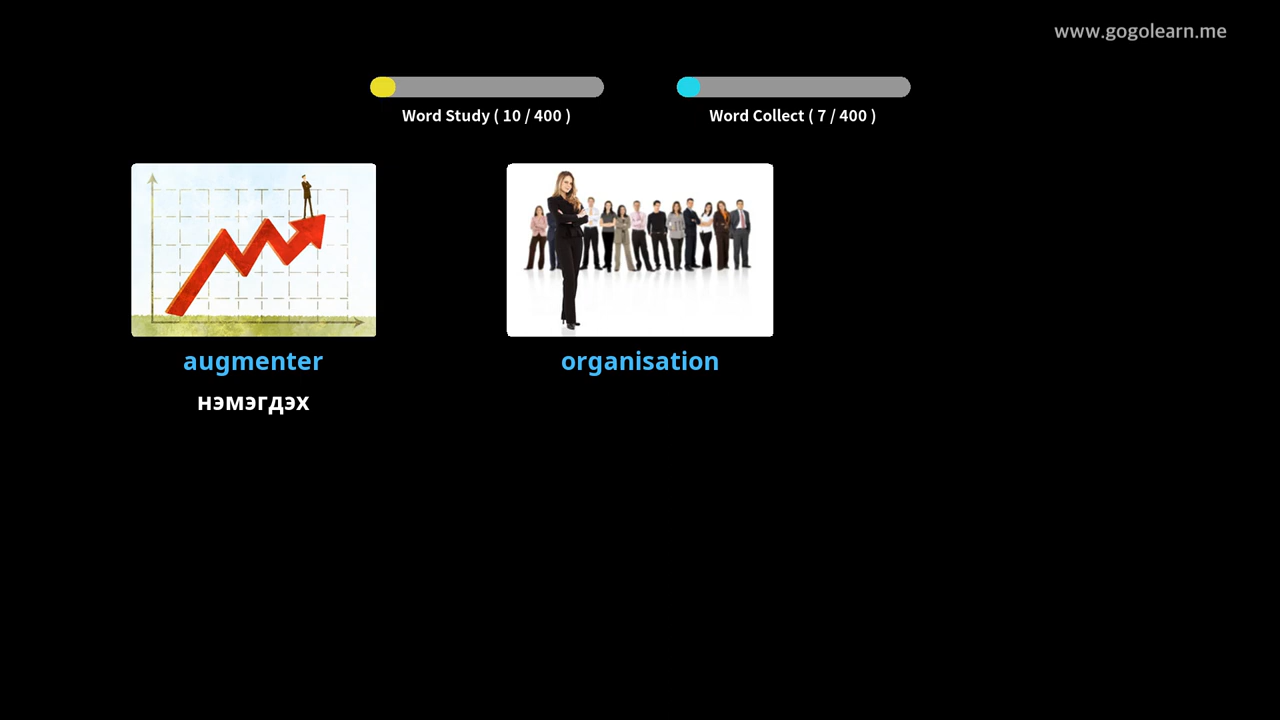 www.gogolearn.me
Word Study ( 10 / 400 )
Word Collect ( 7 / 400 )
augmenter
нэмэгдэх
organisation